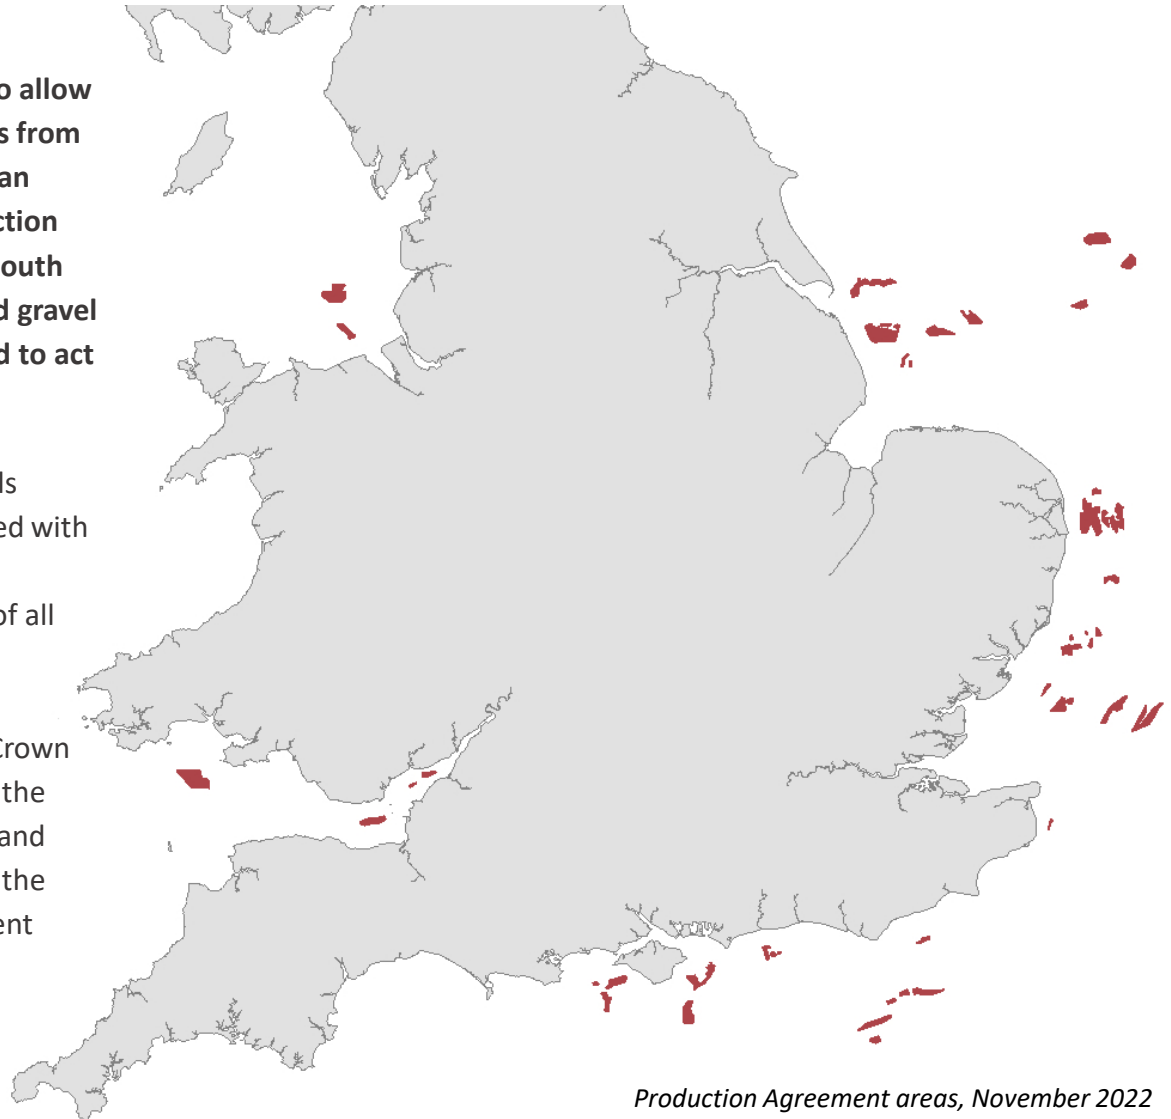 o allow
s from
an
ction
outh
d gravel
d to act
ls
ed with
of all
Crown
the
and
the
ent
Production Agreement areas, November 2022